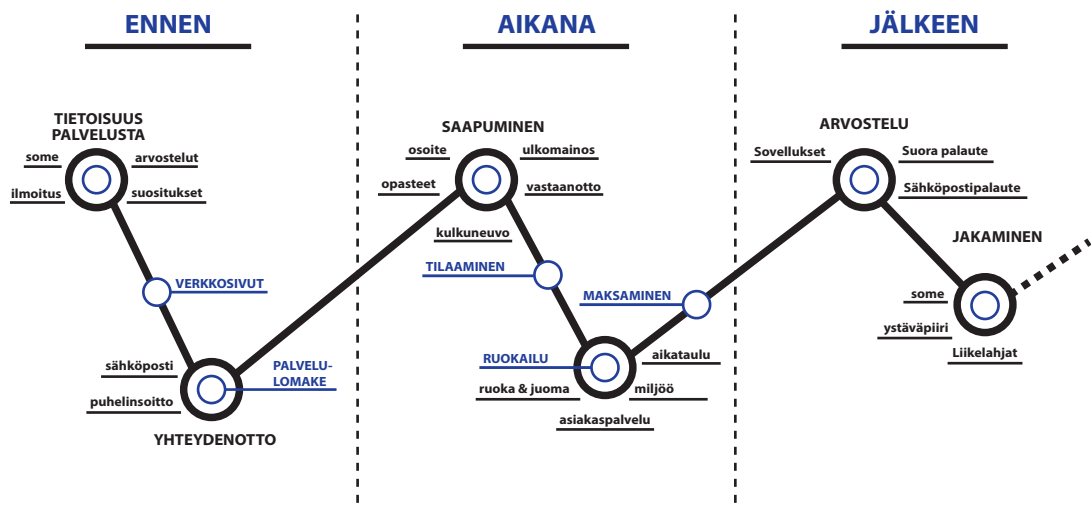 ENNEN
AIKANA
JÄLKEEN
TIETOISUUS
PALVELUSTA
some
arvostelut
ilmoitus
suositukset
VERKKOSIVUT
sähköposti
PALVELU-
LOMAKE
puhelinsoitto
YHTEYDENOTTO
SAAPUMINEN
osoite
ulkomainos
opasteet
vastaanotto
kulkuneuvo
TILAAMINEN
MAKSAMINEN
RUOKAILU
aikataulu
ruoka & juoma
miljöö
asiakaspalvelu
ARVOSTELU
Sovellukset
Suora palaute
Sähköpostipalaute
JAKAMINEN
some
ystäväpiiri
Liikelahjat